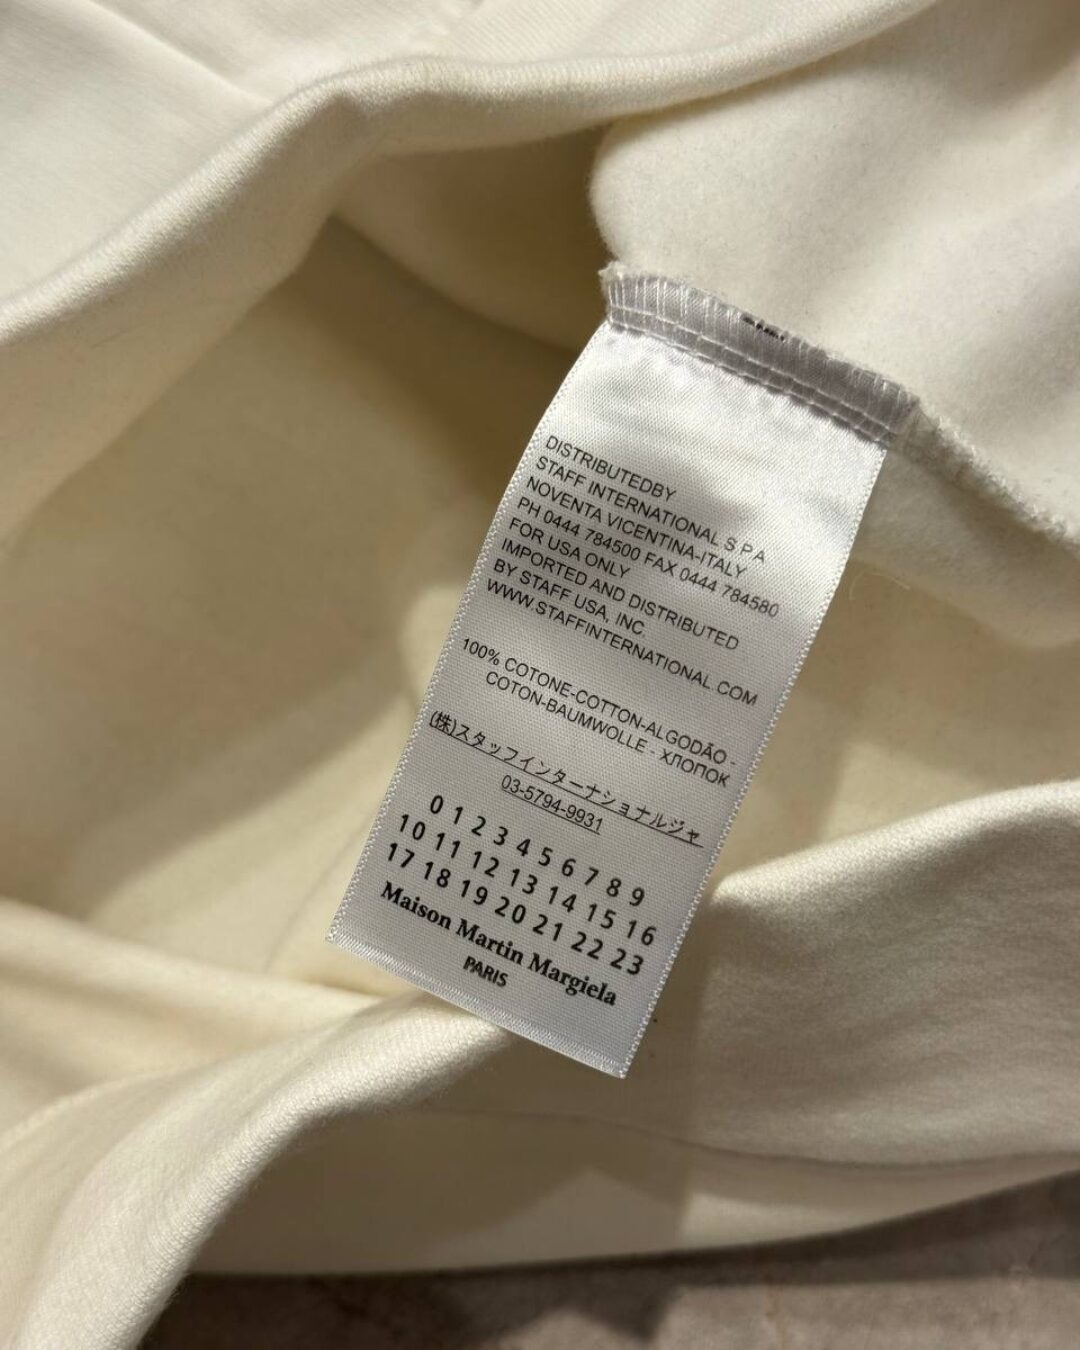 DISTRIBUTEDBY
STAFF INTERNATIONAL S P A
NOVENTA VICENTINA-ITALY
PH 0444 784500 FAX 0444 784580
FOR USA ONLY
IMPORTED AND DISTRIBUTED
BY STAFF USA, INC.
WWW.STAFFINTERNATIONAL.COM
100% COTONE-COTTON-ALGODÃO -
COTON-BAUMWOLLE - ХЛОПОК
(株)スタッフインターナショナルジャ
03-5794-9931
0 1 2 3 4 5 6 7 8 9
10 11 12 13 14 15 16
17 18 19 20 21 22 23
Maison Martin Margiela
PARIS